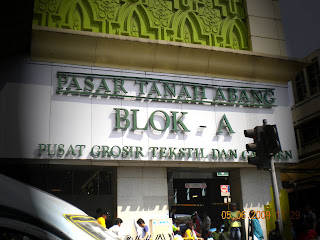 PASAR TANAH ABANG
BLOK - A
PUSAT GROSIR TEKSTIL DAN